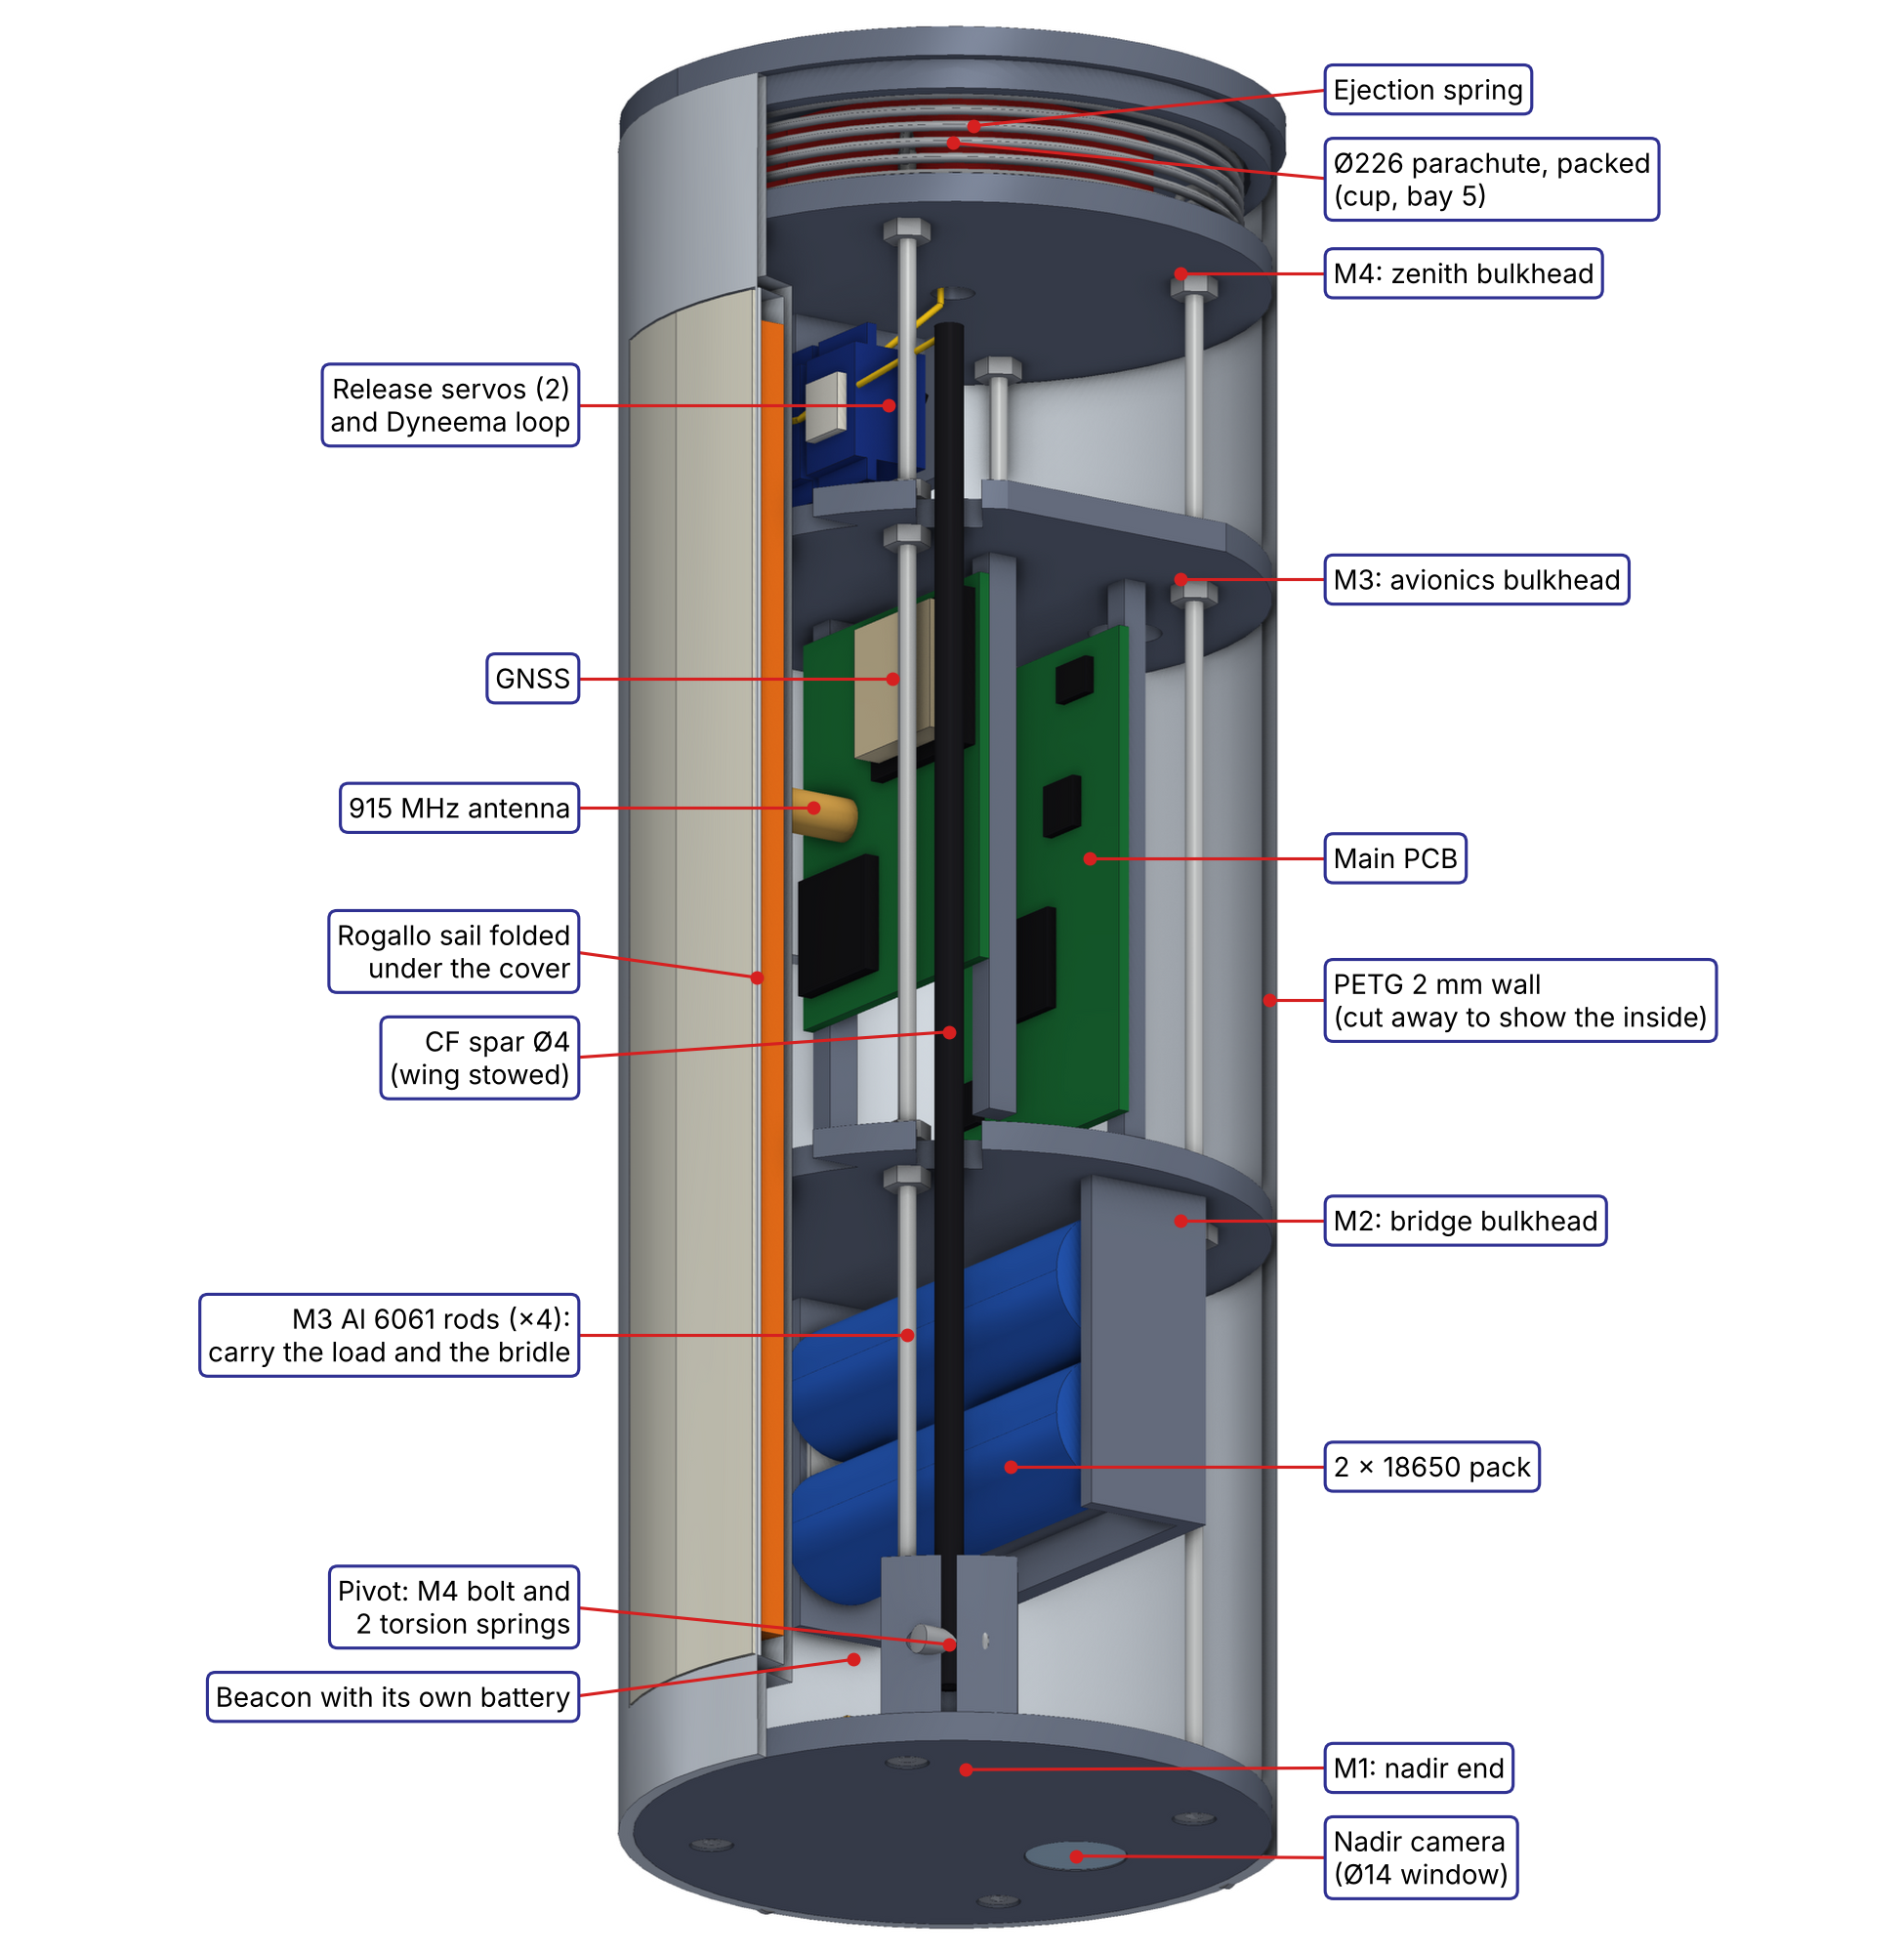 Ejection spring
Ø226 parachute, packed
(cup, bay 5)
M4: zenith bulkhead
Release servos (2)
and Dyneema loop
M3: avionics bulkhead
GNSS
915 MHz antenna
Main PCB
Rogallo sail folded
under the cover
PETG 2 mm wall
(cut away to show the inside)
CF spar Ø4
(wing stowed)
M2: bridge bulkhead
M3 Al 6061 rods (×4):
carry the load and the bridle
2 × 18650 pack
Pivot: M4 bolt and
2 torsion springs
Beacon with its own battery
M1: nadir end
Nadir camera
(Ø14 window)